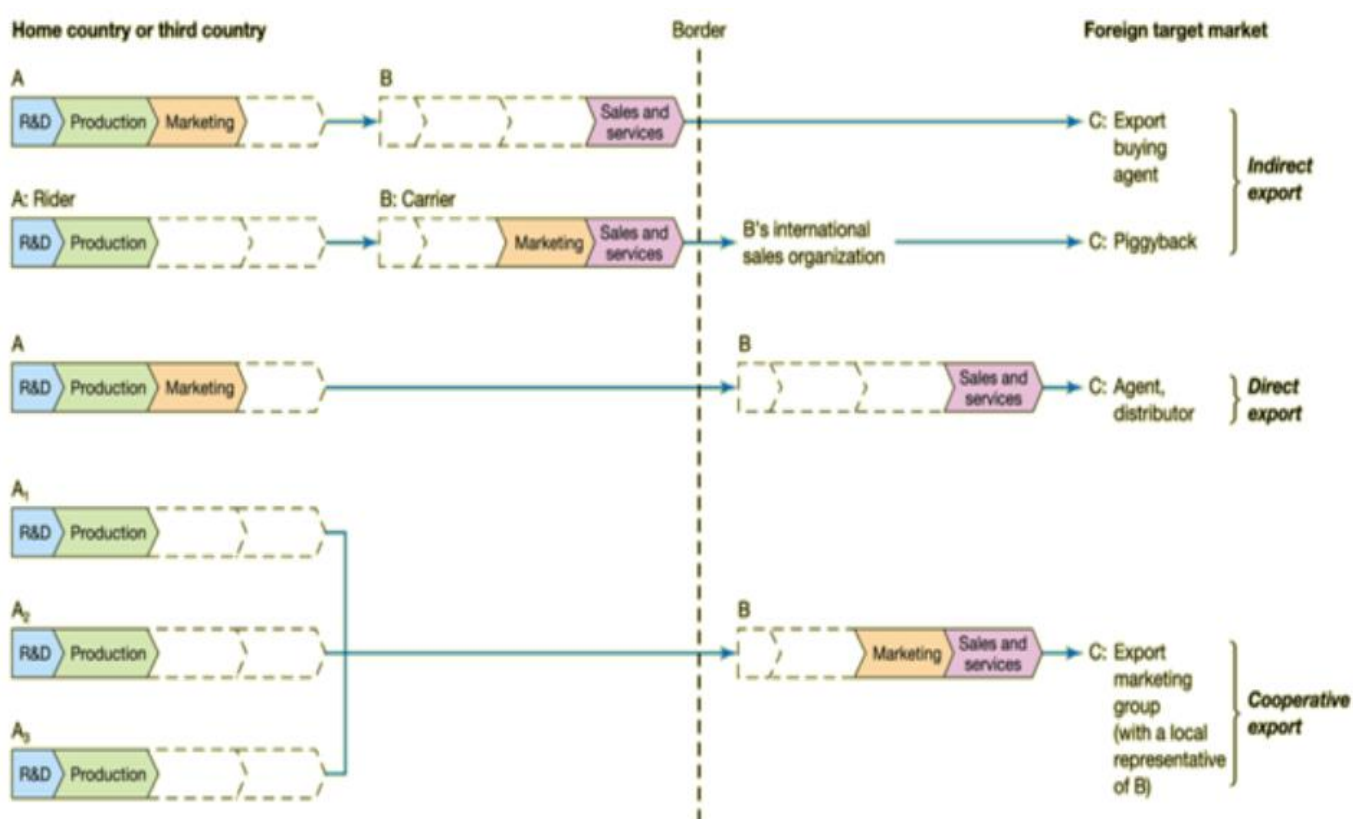 Home country or third country
Border
Foreign target market
A
B
R&D
Production
Marketing
Sales and
services
C: Export
buying
agent
Indirect
export
A: Rider
B: Carrier
R&D
Production
Marketing
Sales and
services
B's international
sales organization
C: Piggyback
A
B
R&D
Production
Marketing
Sales and
services
C: Agent,
distributor
Direct
export
A₁
R&D
Production
A₂
R&D
Production
B
Marketing
Sales and
services
C: Export
marketing
group
(with a local
representative
of B)
Cooperative
export
A₃
R&D
Production